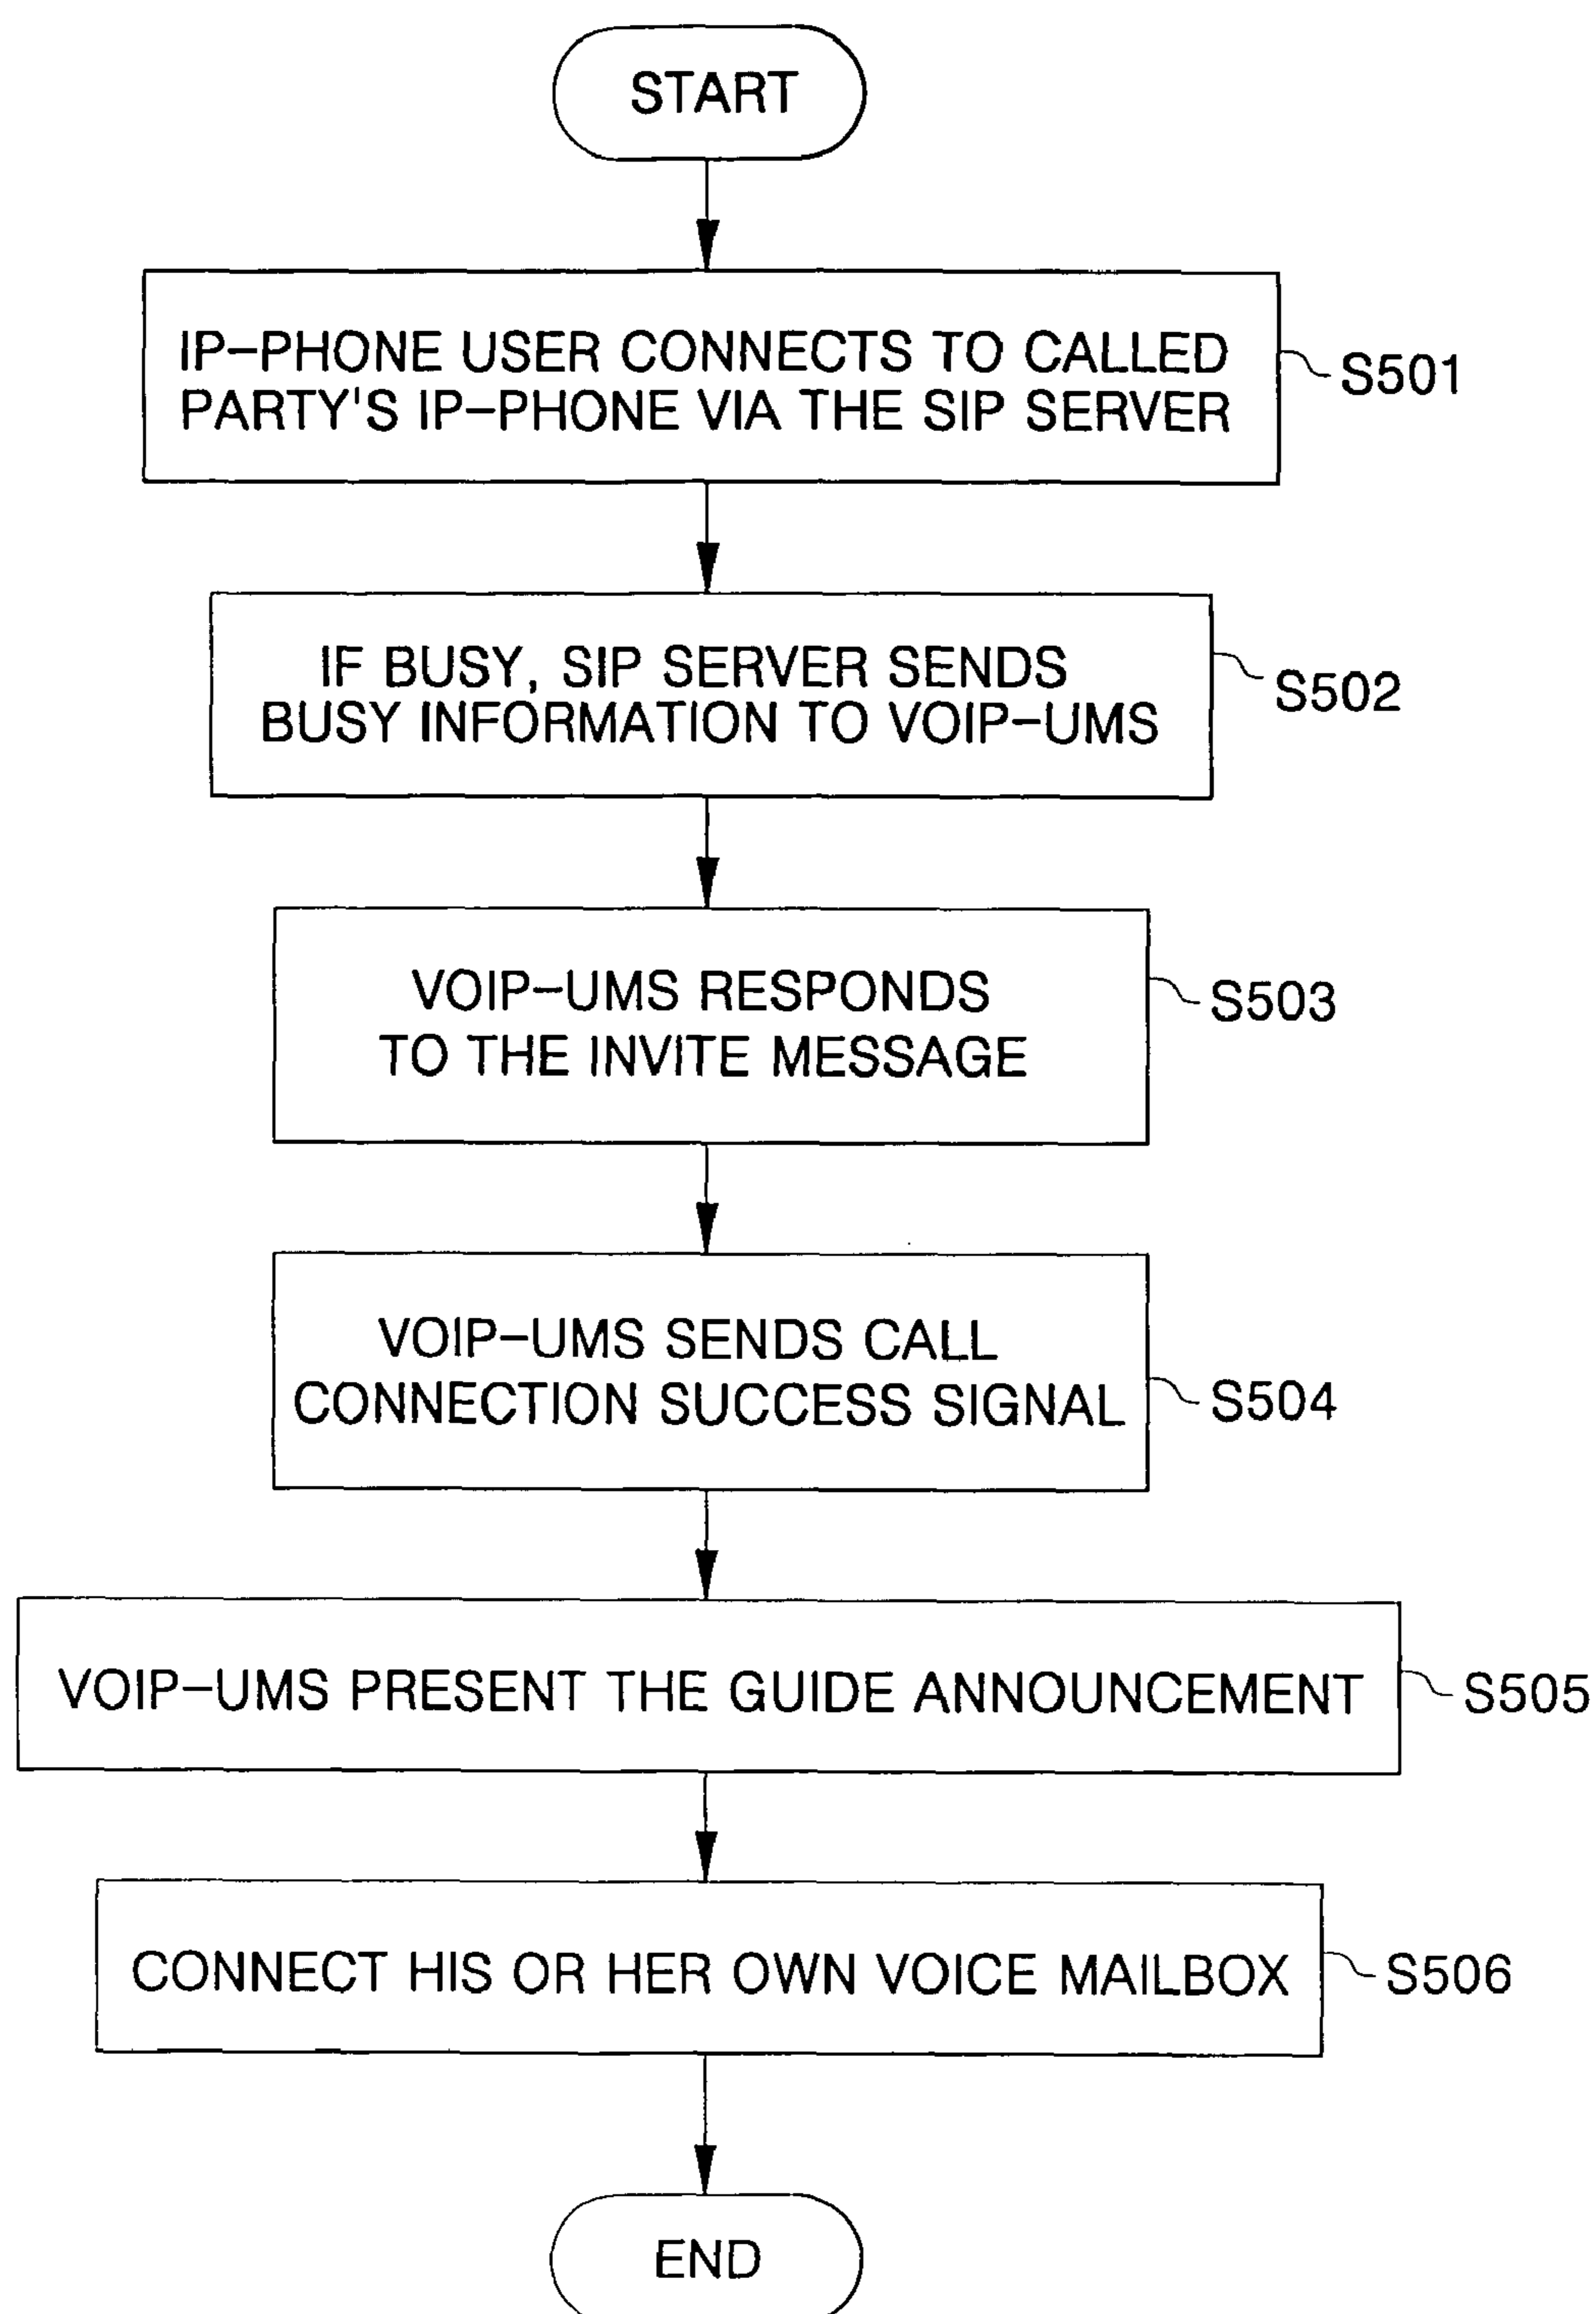 START
IP-PHONE USER CONNECTS TO CALLED
PARTY'S IP-PHONE VIA THE SIP SERVER
S501
IF BUSY, SIP SERVER SENDS
BUSY INFORMATION TO VOIP-UMS
S502
VOIP-UMS RESPONDS
TO THE INVITE MESSAGE
S503
VOIP-UMS SENDS CALL
CONNECTION SUCCESS SIGNAL
S504
VOIP-UMS PRESENT THE GUIDE ANNOUNCEMENT
S505
CONNECT HIS OR HER OWN VOICE MAILBOX
S506
END